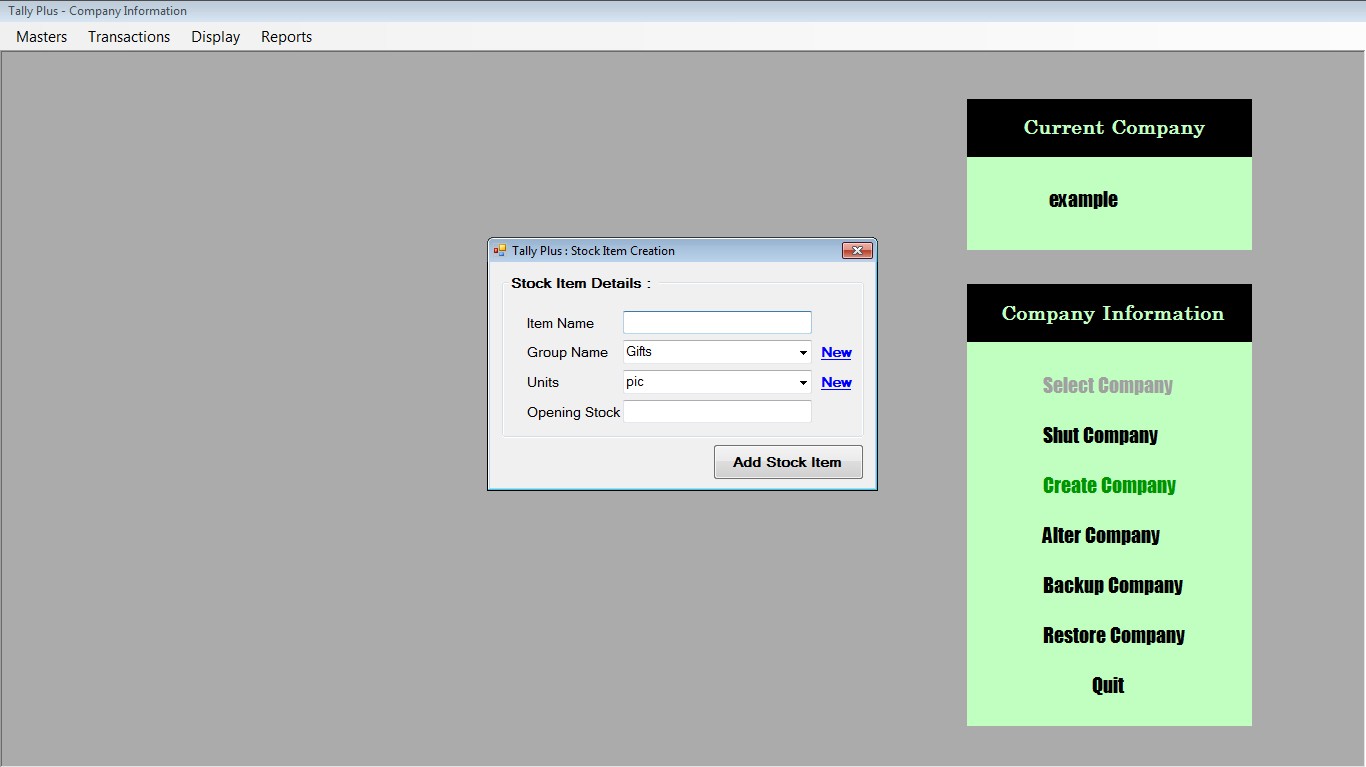 Tally Plus - Company Information
Masters Transactions Display Reports
Current Company
example
Tally Plus : Stock Item Creation
Stock Item Details :
Item Name
Group Name Gifts New
Units pic New
Opening Stock
Add Stock Item
Company Information
Select Company
Shut Company
Create Company
Alter Company
Backup Company
Restore Company
Quit